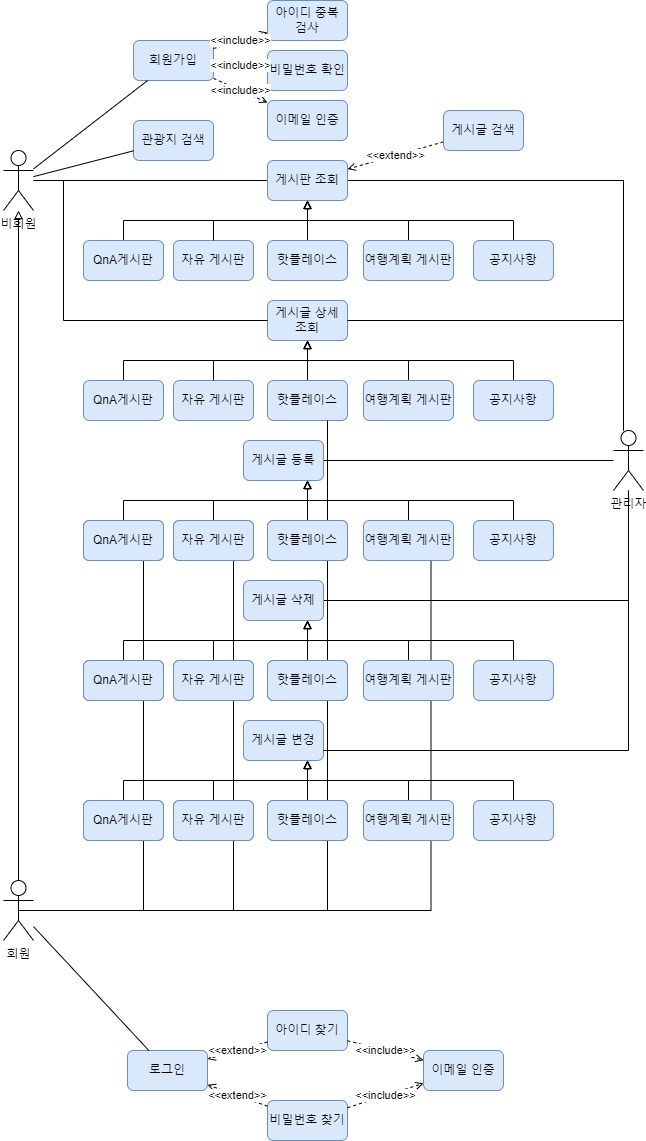 아이디 중복
검사
<<include>>
회원가입
<<include>>
비밀번호 확인
<<include>>
이메일 인증
게시글 검색
관광지 검색
<<extend>>
게시판 조회
비회원
QnA게시판
자유 게시판
핫플레이스
여행계획 게시판
공지사항
게시글 상세
조회
QnA게시판
자유 게시판
핫플레이스
여행계획 게시판
공지사항
게시글 등록
관리자
QnA게시판
자유 게시판
핫플레이스
여행계획 게시판
공지사항
게시글 삭제
QnA게시판
자유 게시판
핫플레이스
여행계획 게시판
공지사항
게시글 변경
QnA게시판
자유 게시판
핫플레이스
여행계획 게시판
공지사항
회원
아이디 찾기
<<extend>>
<<include>>
로그인
이메일 인증
<<extend>>
<<include>>
비밀번호 찾기